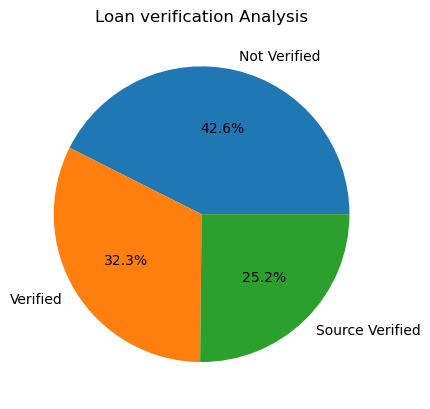 Loan verification Analysis
Not Verified
42.6%
32.3%
25.2%
Verified
Source Verified